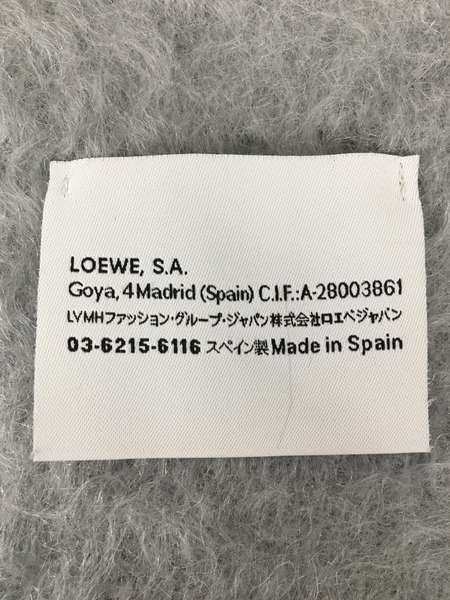 LOEWE, S.A.
Goya, 4 Madrid (Spain) C.I.F.:A-28003861
LVMHファッション・グループ・ジャパン株式会社ロエベジャパン
03-6215-6116 スペイン製 Made in Spain